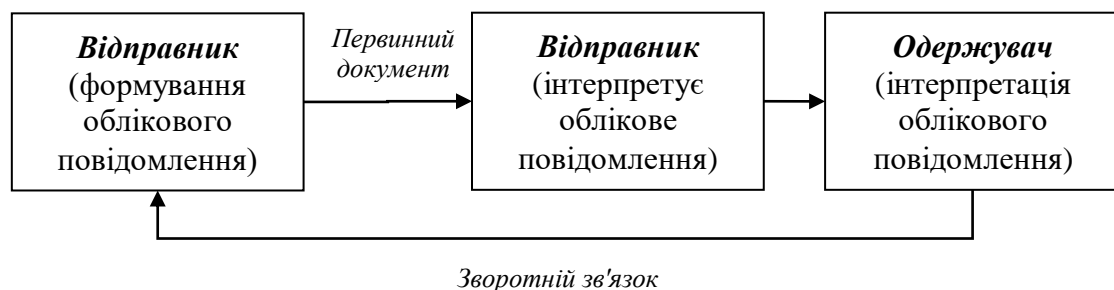 Відправник
(формування
облікового
повідомлення)
Первинний
документ
Відправник
(інтерпретує
облікове
повідомлення)
Одержувач
(інтерпретація
облікового
повідомлення)
Зворотній зв'язок